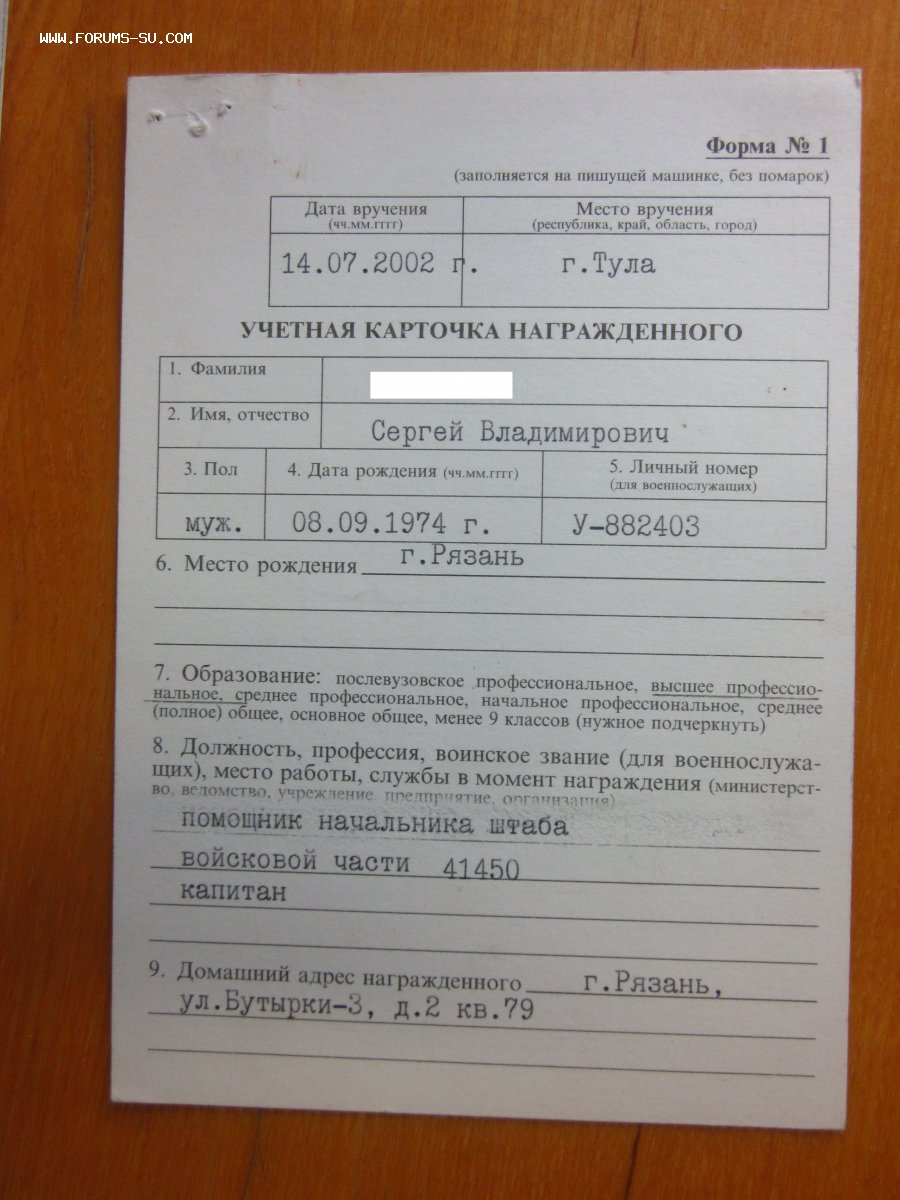 WWW.FORUMS-SU.COM
Форма № 1
(заполняется на пишущей машинке, без помарок)
Дата вручения
(чч.мм.гггг)
Место вручения
(республика, край, область, город)
14.07.2002 г.
г.Тула
УЧЕТНАЯ КАРТОЧКА НАГРАЖДЕННОГО
1. Фамилия
2. Имя, отчество
Сергей Владимирович
3. Пол
4. Дата рождения (чч.мм.гггг)
5. Личный номер
(для военнослужащих)
муж.
08.09.1974 г.
У-882403
6. Место рождения г.Рязань
7. Образование: послевузовское профессиональное, высшее профессио-
нальное, среднее профессиональное, начальное профессиональное, среднее
(полное) общее, основное общее, менее 9 классов (нужное подчеркнуть)
8. Должность, профессия, воинское звание (для военнослужа-
щих), место работы, службы в момент награждения (министерст-
во, ведомство, учреждение, предприятие, организация)
помощник начальника штаба
войсковой части 41450
капитан
9. Домашний адрес награжденного г.Рязань,
ул.Бутырки-3, д.2 кв.79